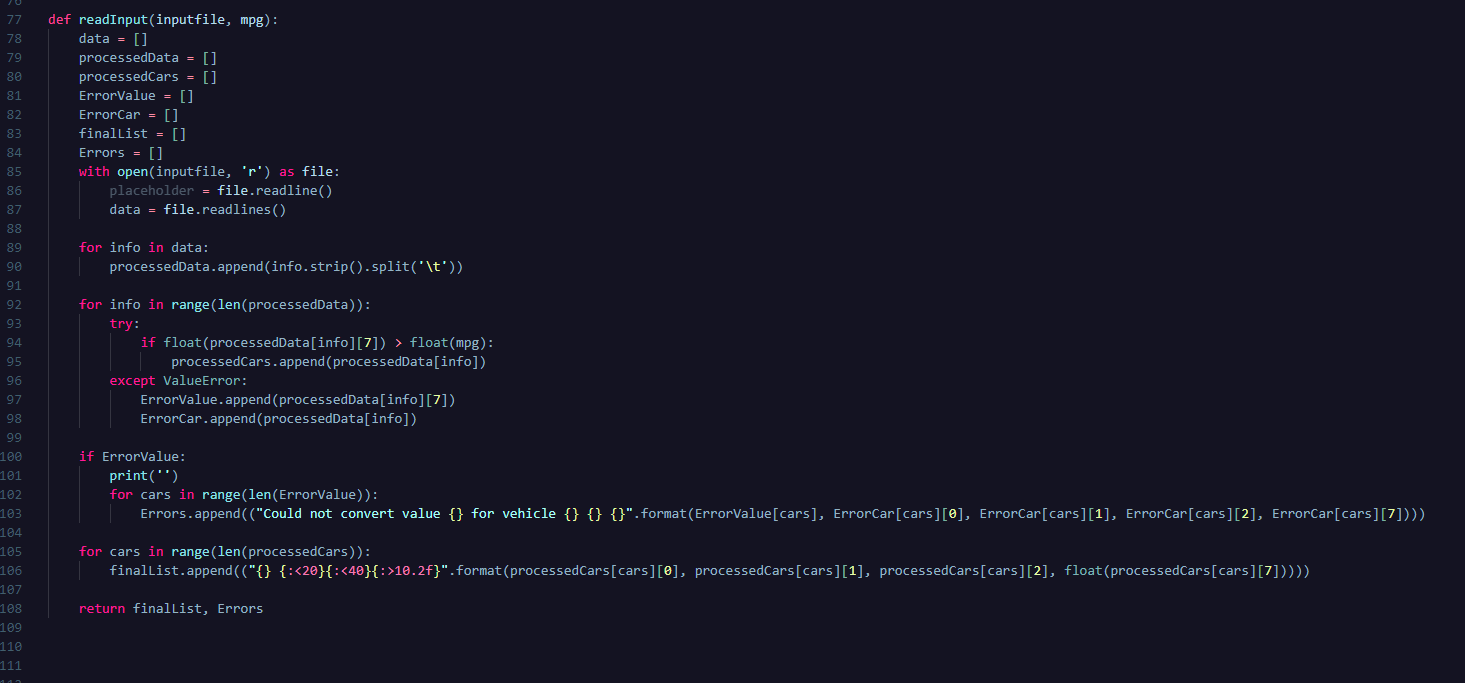 77 def readInput(inputfile, mpg):
78     data = []
79     processedData = []
80     processedCars = []
81     ErrorValue = []
82     ErrorCar = []
83     finalList = []
84     Errors = []
85     with open(inputfile, 'r') as file:
86         placeholder = file.readline()
87         data = file.readlines()
88
89     for info in data:
90         processedData.append(info.strip().split('\t'))
91
92     for info in range(len(processedData)):
93         try:
94             if float(processedData[info][7]) > float(mpg):
95                 processedCars.append(processedData[info])
96         except ValueError:
97             ErrorValue.append(processedData[info][7])
98             ErrorCar.append(processedData[info])
99
100     if ErrorValue:
101         print('')
102         for cars in range(len(ErrorValue)):
103             Errors.append(("Could not convert value {} for vehicle {} {} {}".format(ErrorValue[cars], ErrorCar[cars][0], ErrorCar[cars][1], ErrorCar[cars][2], ErrorCar[cars][7])))
104
105     for cars in range(len(processedCars)):
106         finalList.append(("{} {:<20}{:<40}{:>10.2f}".format(processedCars[cars][0], processedCars[cars][1], processedCars[cars][2], float(processedCars[cars][7]))))
107
108     return finalList, Errors
109
110
111